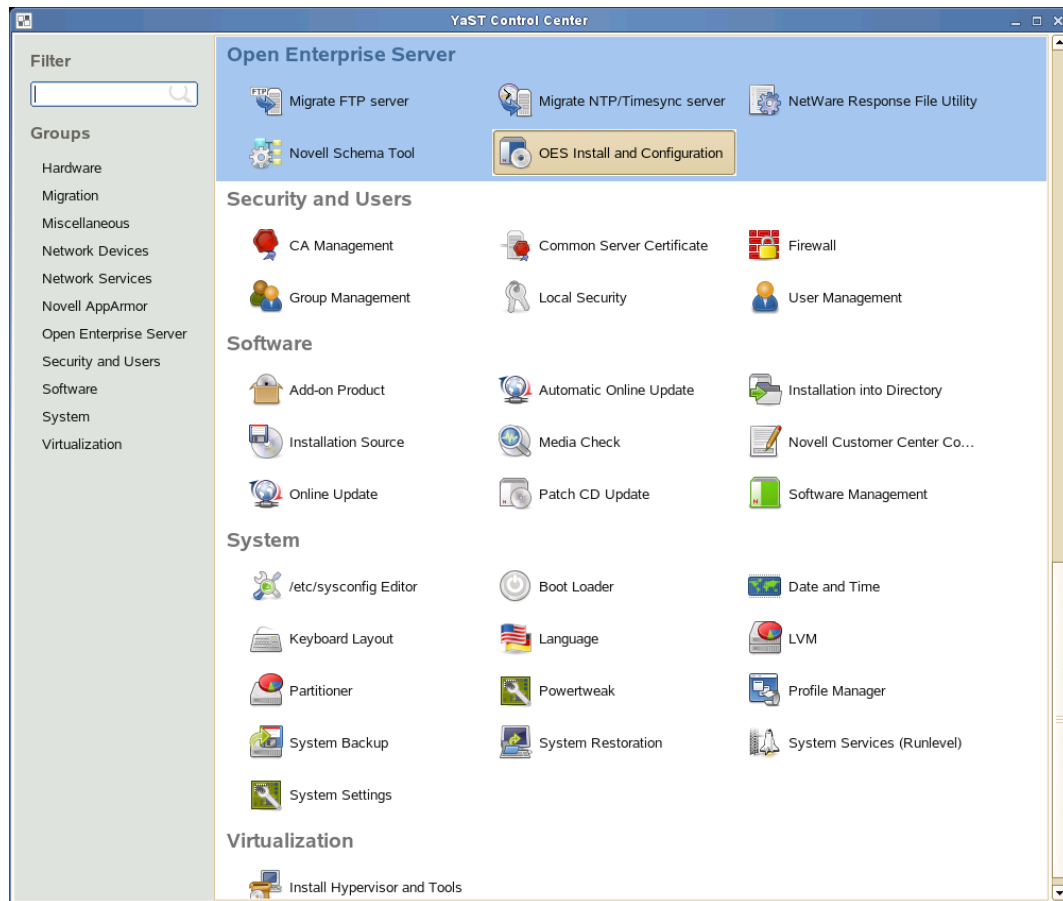 YaST Control Center
Filter
Groups
Hardware
Migration
Miscellaneous
Network Devices
Network Services
Novell AppArmor
Open Enterprise Server
Security and Users
Software
System
Virtualization
Open Enterprise Server
FTP
Migrate FTP server
Migrate NTP/Timesync server
NetWare Response File Utility
Novell Schema Tool
OES Install and Configuration
Security and Users
CA Management
Common Server Certificate
Firewall
Group Management
Local Security
User Management
Software
Add-on Product
Automatic Online Update
Installation into Directory
Installation Source
Media Check
Novell Customer Center Co...
Online Update
Patch CD Update
Software Management
System
/etc/sysconfig Editor
Boot Loader
Date and Time
Keyboard Layout
Language
LVM
Partitioner
Powertweak
Profile Manager
System Backup
System Restoration
System Services (Runlevel)
System Settings
Virtualization
Install Hypervisor and Tools